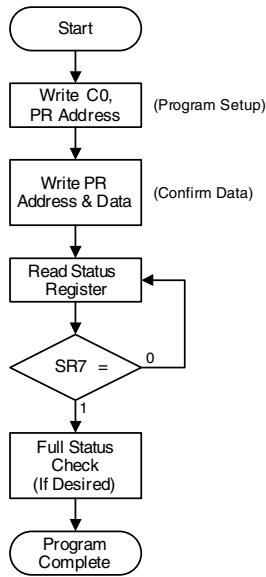 Start
Write C0,
PR Address
(Program Setup)
Write PR
Address & Data
(Confirm Data)
Read Status
Register
SR7 =
0
1
Full Status
Check
(If Desired)
Program
Complete